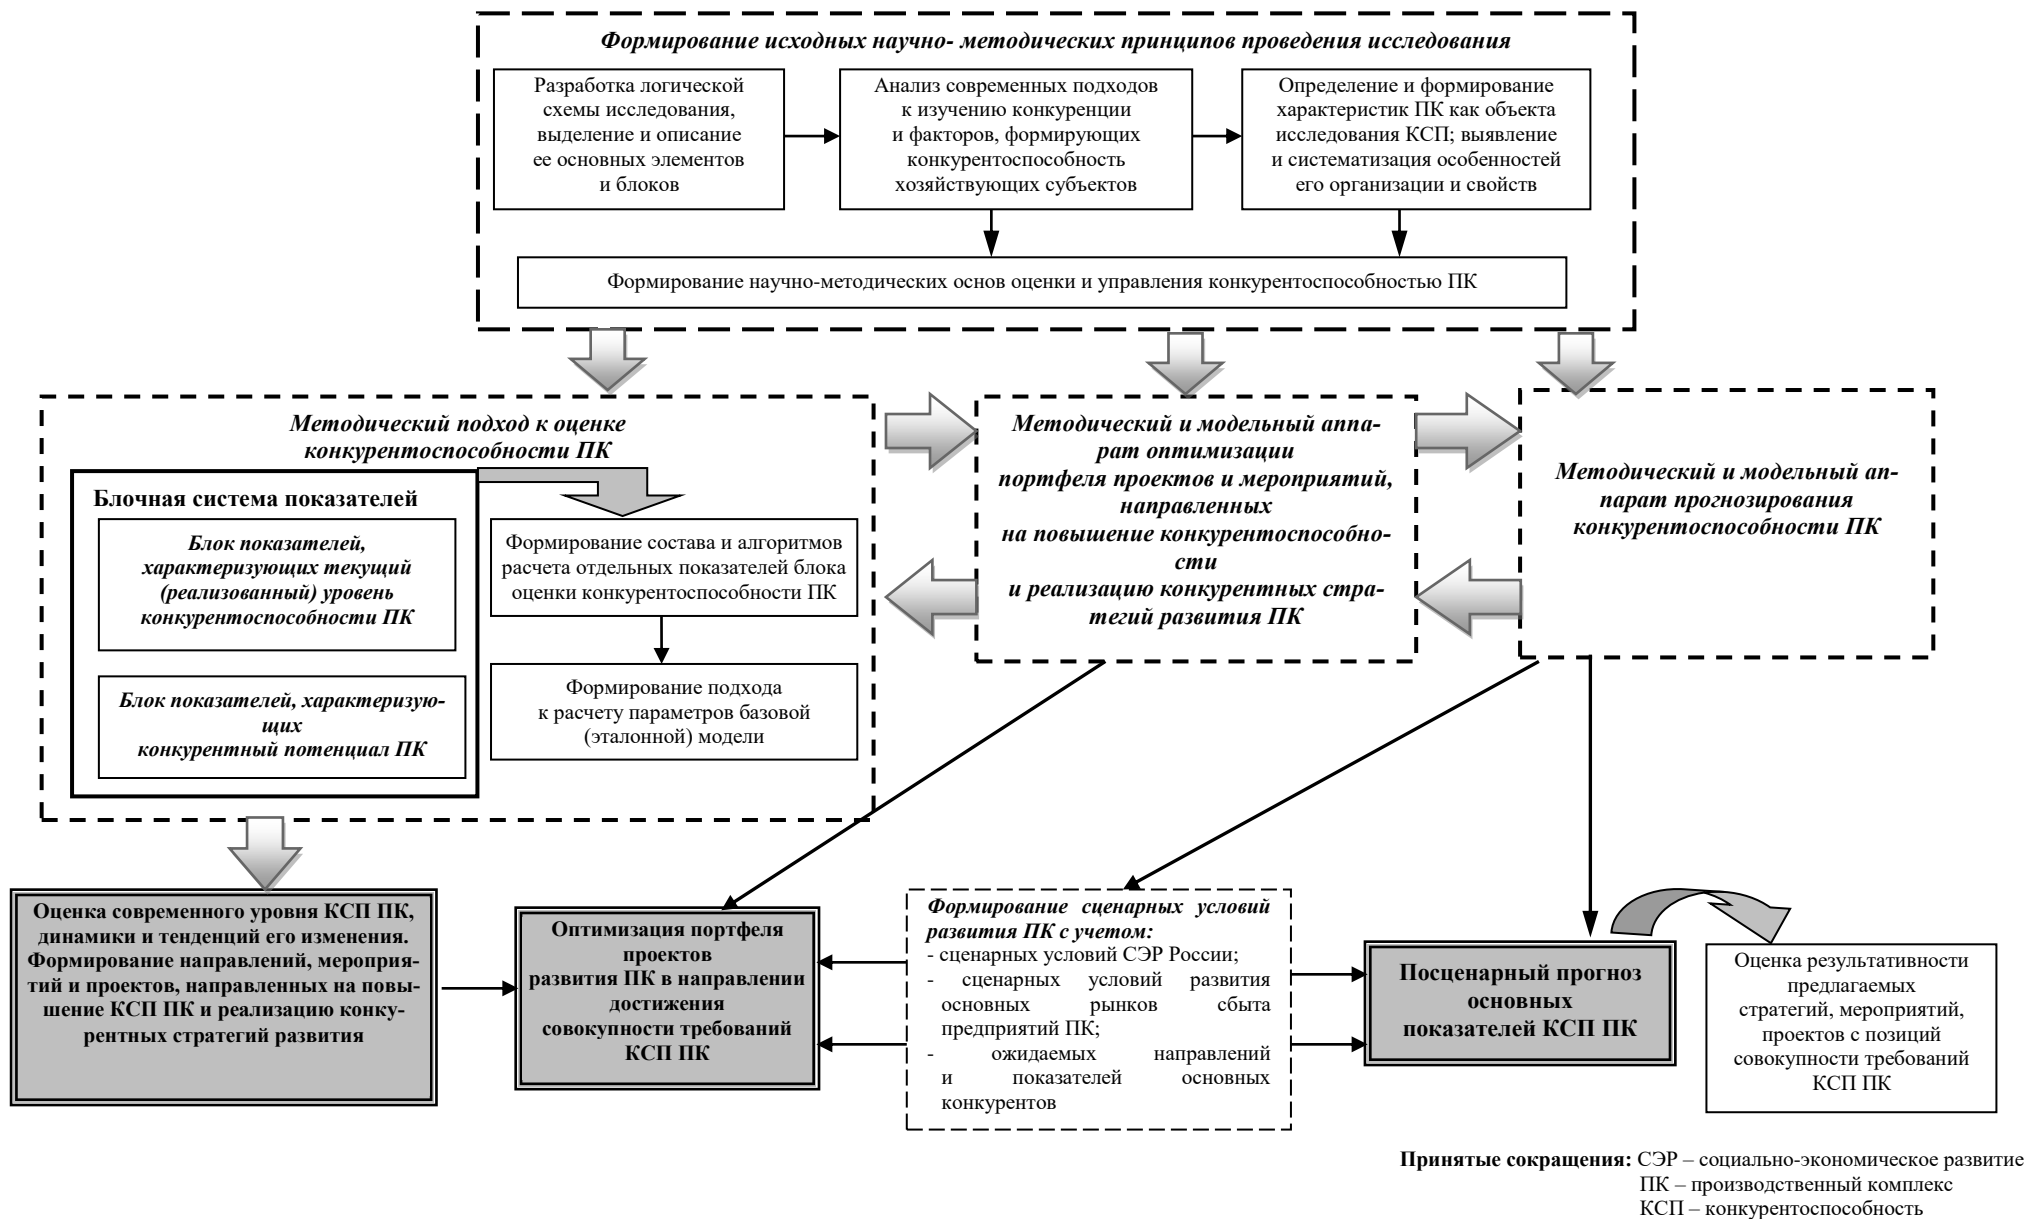 Формирование исходных научно- методических принципов проведения исследования
Разработка логической
схемы исследования,
выделение и описание
ее основных элементов
и блоков
Анализ современных подходов
к изучению конкуренции
и факторов, формирующих
конкурентоспособность
хозяйствующих субъектов
Определение и формирование
характеристик ПК как объекта
исследования КСП; выявление
и систематизация особенностей
его организации и свойств
Формирование научно-методических основ оценки и управления конкурентоспособностью ПК
Методический подход к оценке
конкурентоспособности ПК
Блочная система показателей
Блок показателей,
характеризующих текущий
(реализованный) уровень
конкурентоспособности ПК
Блок показателей, характеризую-
щих
конкурентный потенциал ПК
Формирование состава и алгоритмов
расчета отдельных показателей блока
оценки конкурентоспособности ПК
Формирование подхода
к расчету параметров базовой
(эталонной) модели
Методический и модельный аппа-
рат оптимизации
портфеля проектов и мероприятий,
направленных
на повышение конкурентоспособно-
сти
и реализацию конкурентных стра-
тегий развития ПК
Методический и модельный ап-
парат прогнозирования
конкурентоспособности ПК
Оценка современного уровня КСП ПК,
динамики и тенденций его изменения.
Формирование направлений, мероприя-
тий и проектов, направленных на повы-
шение КСП ПК и реализацию конку-
рентных стратегий развития
Оптимизация портфеля
проектов
развития ПК в направлении
достижения
совокупности требований
КСП ПК
Формирование сценарных условий
развития ПК с учетом:
- сценарных условий СЭР России;
- сценарных условий развития
основных рынков сбыта
предприятий ПК;
- ожидаемых направлений
и показателей основных
конкурентов
Посценарный прогноз
основных
показателей КСП ПК
Оценка результативности
предлагаемых
стратегий, мероприятий,
проектов с позиций
совокупности требований
КСП ПК
Принятые сокращения: СЭР – социально-экономическое развитие
ПК – производственный комплекс
КСП – конкурентоспособность